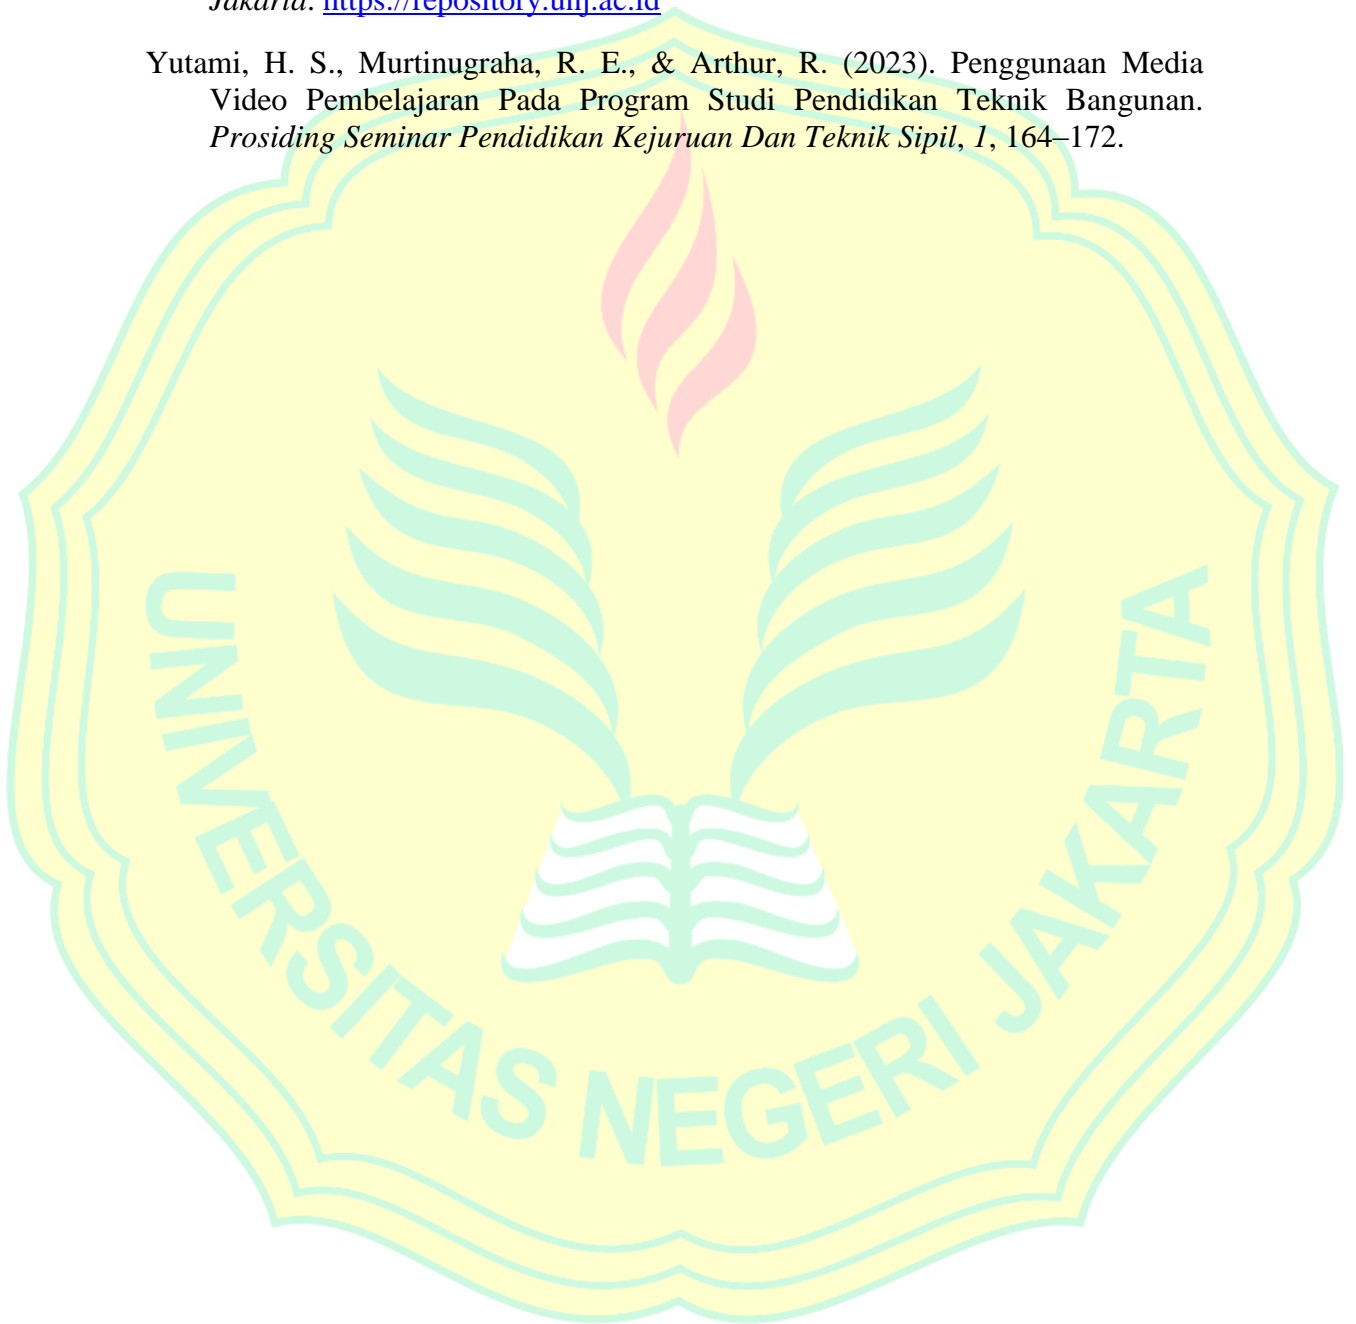 Jakarta. https://repository.unj.ac.id
Yutami, H. S., Murtinugraha, R. E., & Arthur, R. (2023). Penggunaan Media
Video Pembelajaran Pada Program Studi Pendidikan Teknik Bangunan.
Prosiding Seminar Pendidikan Kejuruan Dan Teknik Sipil, 1, 164–172.
UNIVERSITAS NEGERI JAKARTA